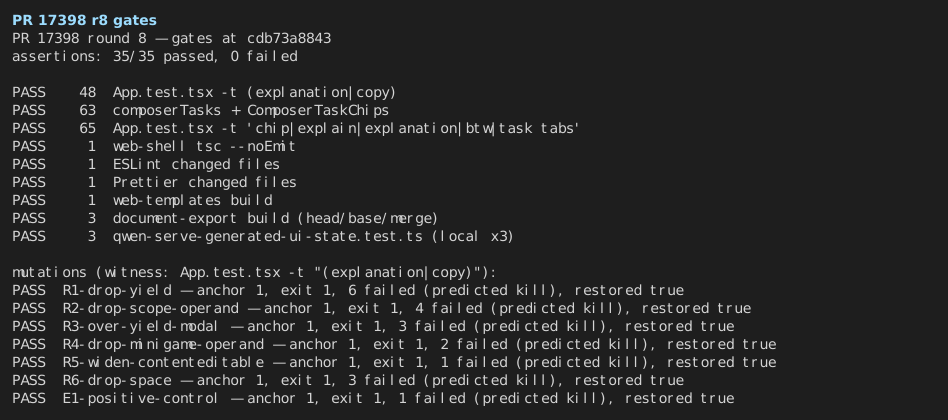 PR 17398 r8 gates
PR 17398 round 8 — gates at cdb73a8843
assertions: 35/35 passed, 0 failed
PASS 48 App.test.tsx -t (explanation|copy)
PASS 63 composerTasks + ComposerTaskChips
PASS 65 App.test.tsx -t 'chip|explain|explanation|btw|task tabs'
PASS 1 web-shell tsc --noEmit
PASS 1 ESLint changed files
PASS 1 Prettier changed files
PASS 1 web-templates build
PASS 3 document-export build (head/base/merge)
PASS 3 qwen-serve-generated-ui-state.test.ts (local x3)
mutations (witness: App.test.tsx -t "(explanation|copy)"):
PASS R1-drop-yield — anchor 1, exit 1, 6 failed (predicted kill), restored true
PASS R2-drop-scope-operand — anchor 1, exit 1, 4 failed (predicted kill), restored true
PASS R3-over-yield-modal — anchor 1, exit 1, 3 failed (predicted kill), restored true
PASS R4-drop-minigame-operand — anchor 1, exit 1, 2 failed (predicted kill), restored true
PASS R5-widen-contenteditable — anchor 1, exit 1, 1 failed (predicted kill), restored true
PASS R6-drop-space — anchor 1, exit 1, 3 failed (predicted kill), restored true
PASS E1-positive-control — anchor 1, exit 1, 1 failed (predicted kill), restored true